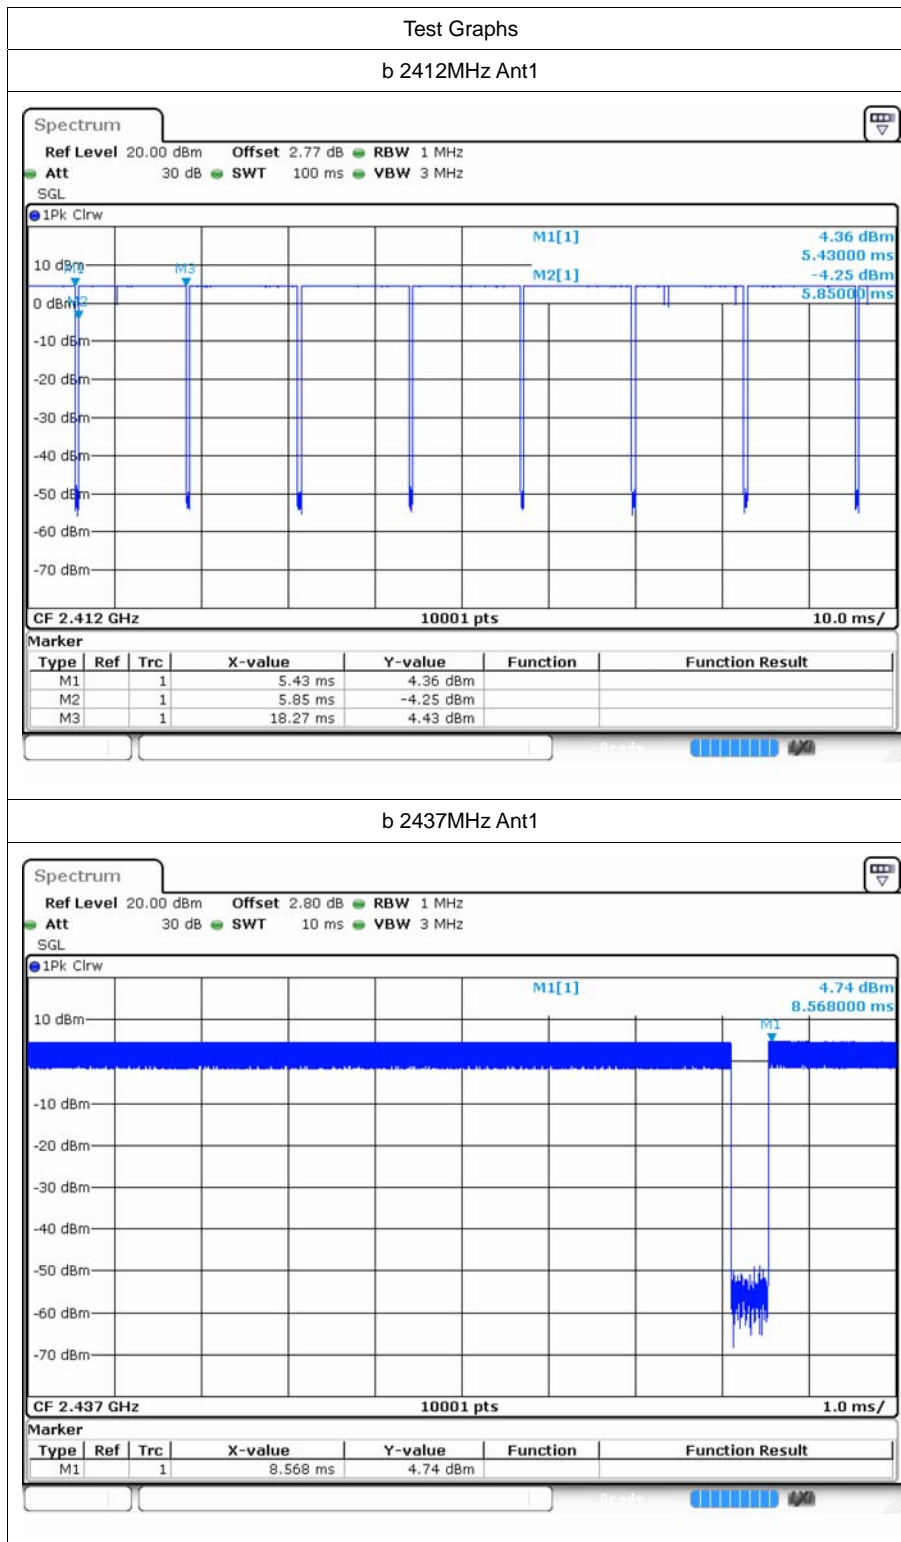 Test Graphs
b 2412MHz Ant1
Spectrum
Ref Level 20.00 dBm Offset 2.77 dB RBW 1 MHz
Att 30 dB SWT 100 ms VBW 3 MHz
SGL
1Pk Clrw
M1[1] 4.36 dBm
5.43000 ms
10 dBm M1 M3 M2[1] -4.25 dBm
5.85000 ms
0 dBm M2
-10 dBm
-20 dBm
-30 dBm
-40 dBm
-50 dBm
-60 dBm
-70 dBm
CF 2.412 GHz 10001 pts 10.0 ms/
Marker
Type Ref Trc X-value Y-value Function Function Result
M1 1 5.43 ms 4.36 dBm
M2 1 5.85 ms -4.25 dBm
M3 1 18.27 ms 4.43 dBm
Ready LXI
b 2437MHz Ant1
Spectrum
Ref Level 20.00 dBm Offset 2.80 dB RBW 1 MHz
Att 30 dB SWT 10 ms VBW 3 MHz
SGL
1Pk Clrw
M1[1] 4.74 dBm
8.568000 ms
10 dBm M1
-10 dBm
-20 dBm
-30 dBm
-40 dBm
-50 dBm
-60 dBm
-70 dBm
CF 2.437 GHz 10001 pts 1.0 ms/
Marker
Type Ref Trc X-value Y-value Function Function Result
M1 1 8.568 ms 4.74 dBm
Ready LXI